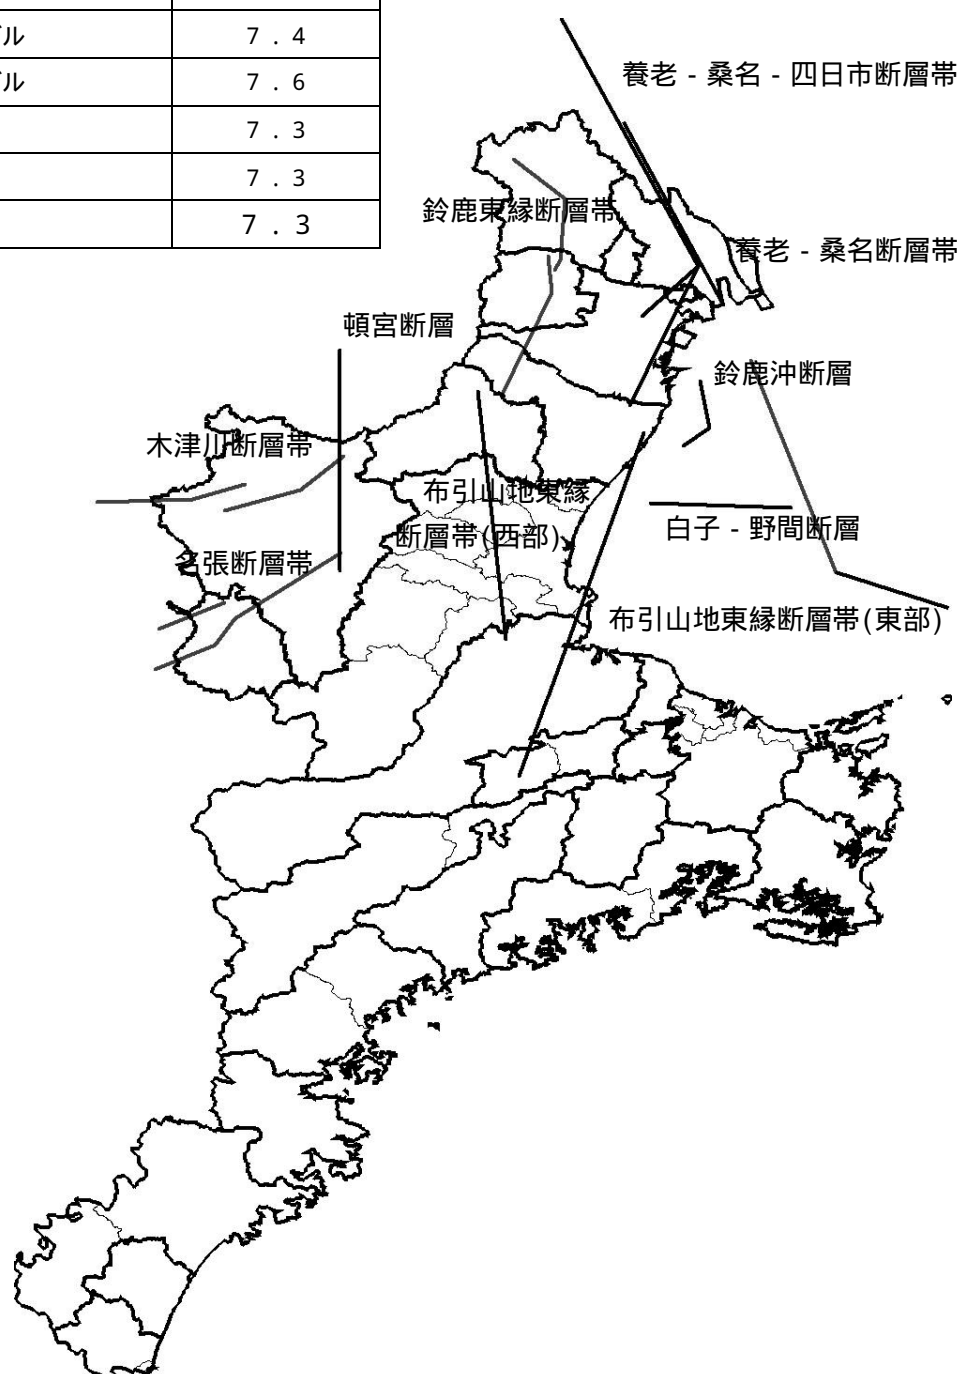 ル
7.4
ル
7.6
7.3
7.3
7.3
養老 - 桑名 - 四日市断層帯
鈴鹿東縁断層帯
養老 - 桑名断層帯
頓宮断層
鈴鹿沖断層
木津川断層帯
布引山地東縁
断層帯(西部)
白子 - 野間断層
名張断層帯
布引山地東縁断層帯(東部)